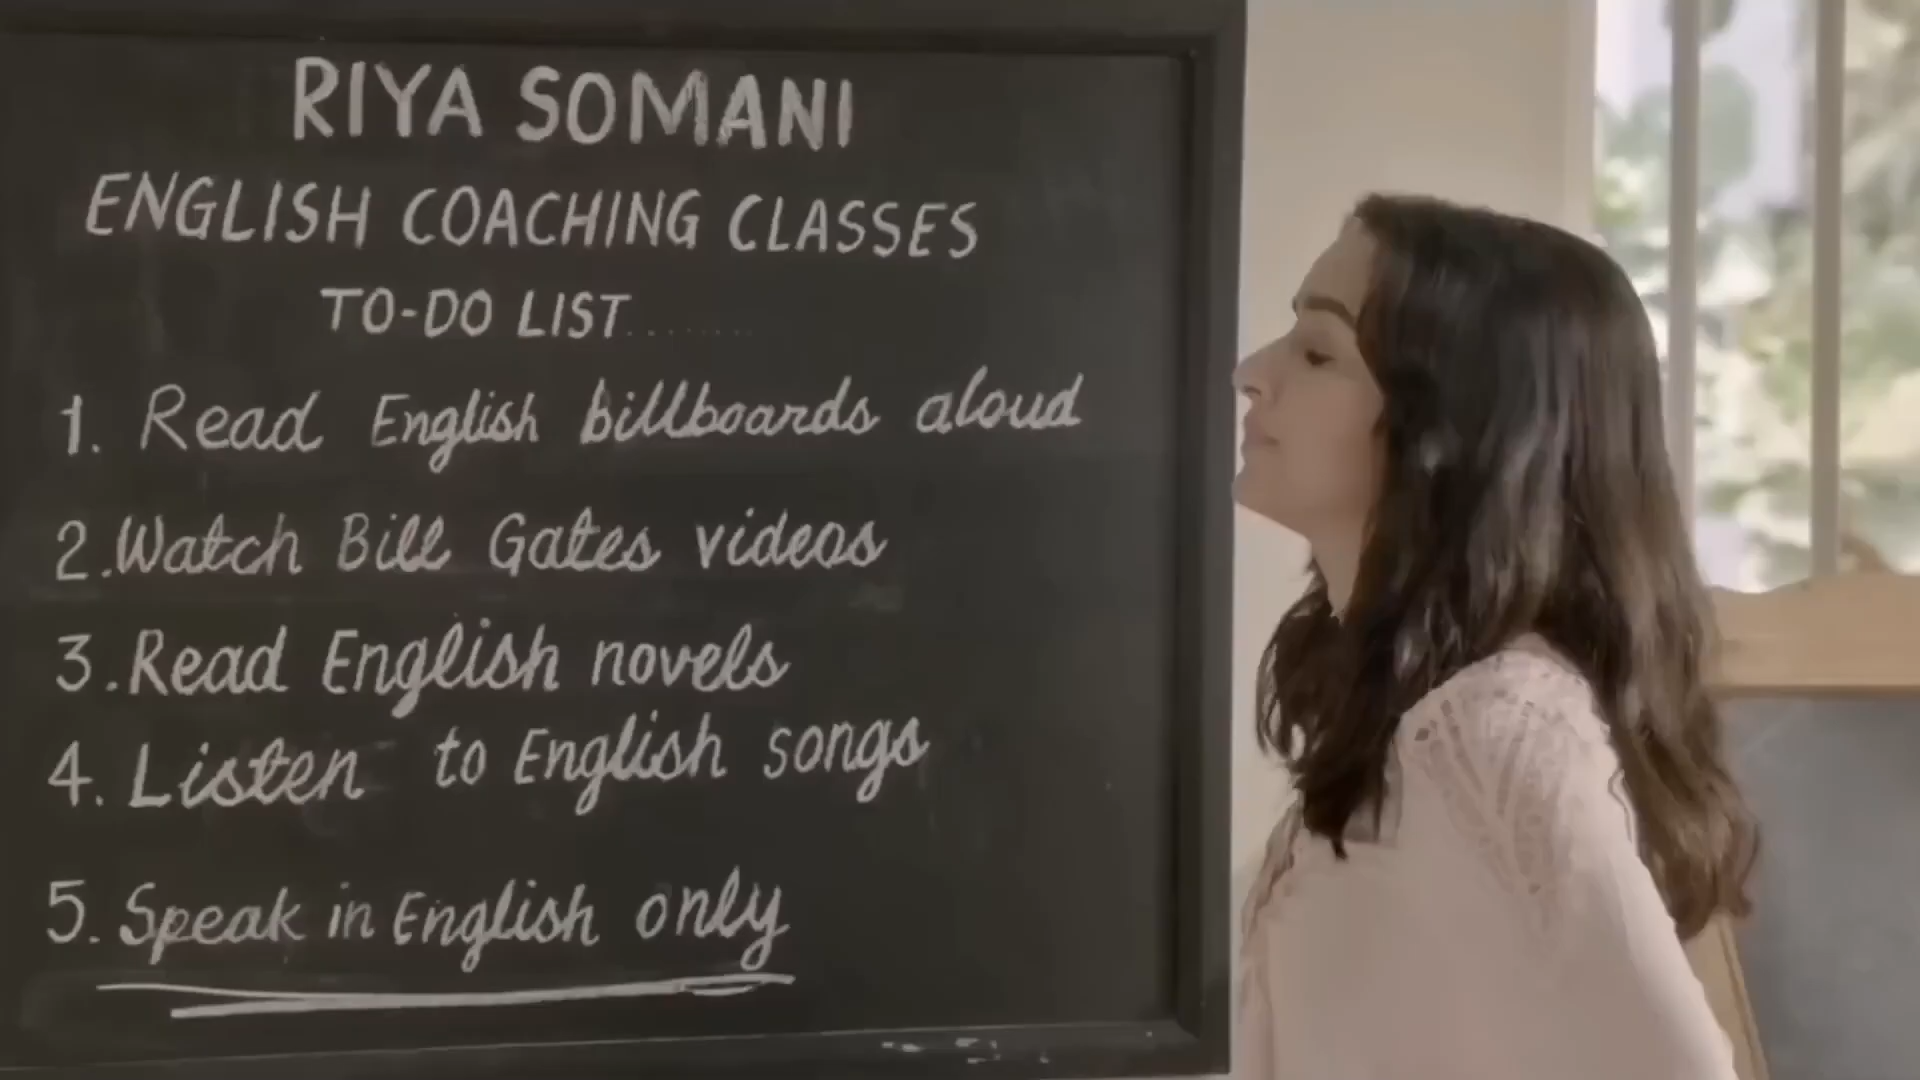 RIYA SOMANI
ENGLISH COACHING CLASSES
TO-DO LIST........
1. Read English billboards aloud
2. Watch Bill Gates videos
3. Read English novels
4. Listen to English songs
5. Speak in English only